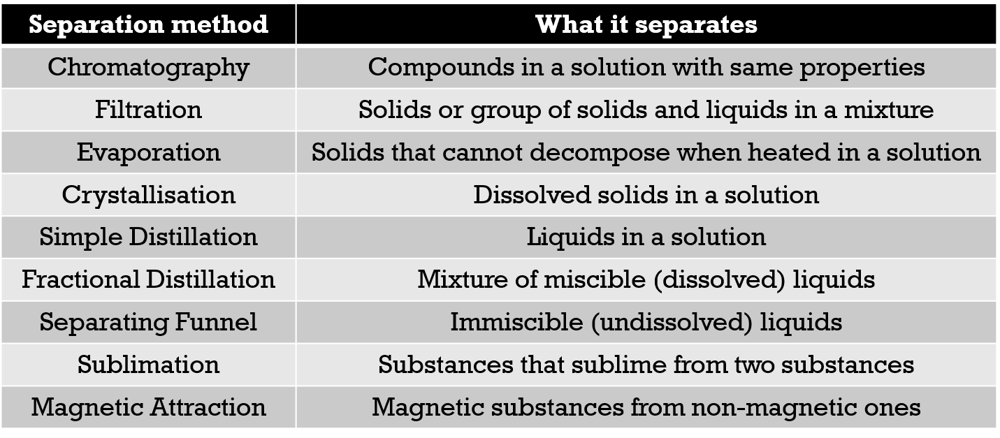 Separation method What it separates
Chromatography Compounds in a solution with same properties
Filtration Solids or group of solids and liquids in a mixture
Evaporation Solids that cannot decompose when heated in a solution
Crystallisation Dissolved solids in a solution
Simple Distillation Liquids in a solution
Fractional Distillation Mixture of miscible (dissolved) liquids
Separating Funnel Immiscible (undissolved) liquids
Sublimation Substances that sublime from two substances
Magnetic Attraction Magnetic substances from non-magnetic ones